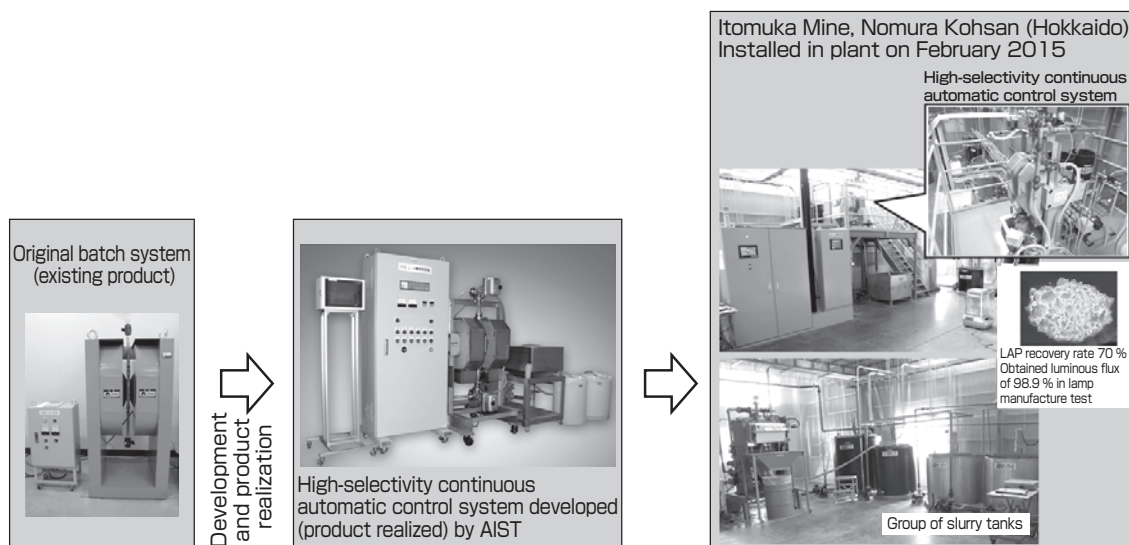 Original batch system
(existing product)
Development
and product
realization
High-selectivity continuous
automatic control system developed
(product realized) by AIST
Itomuka Mine, Nomura Kohsan (Hokkaido)
Installed in plant on February 2015
High-selectivity continuous
automatic control system
LAP recovery rate 70 %
Obtained luminous flux
of 98.9 % in lamp
manufacture test
Group of slurry tanks